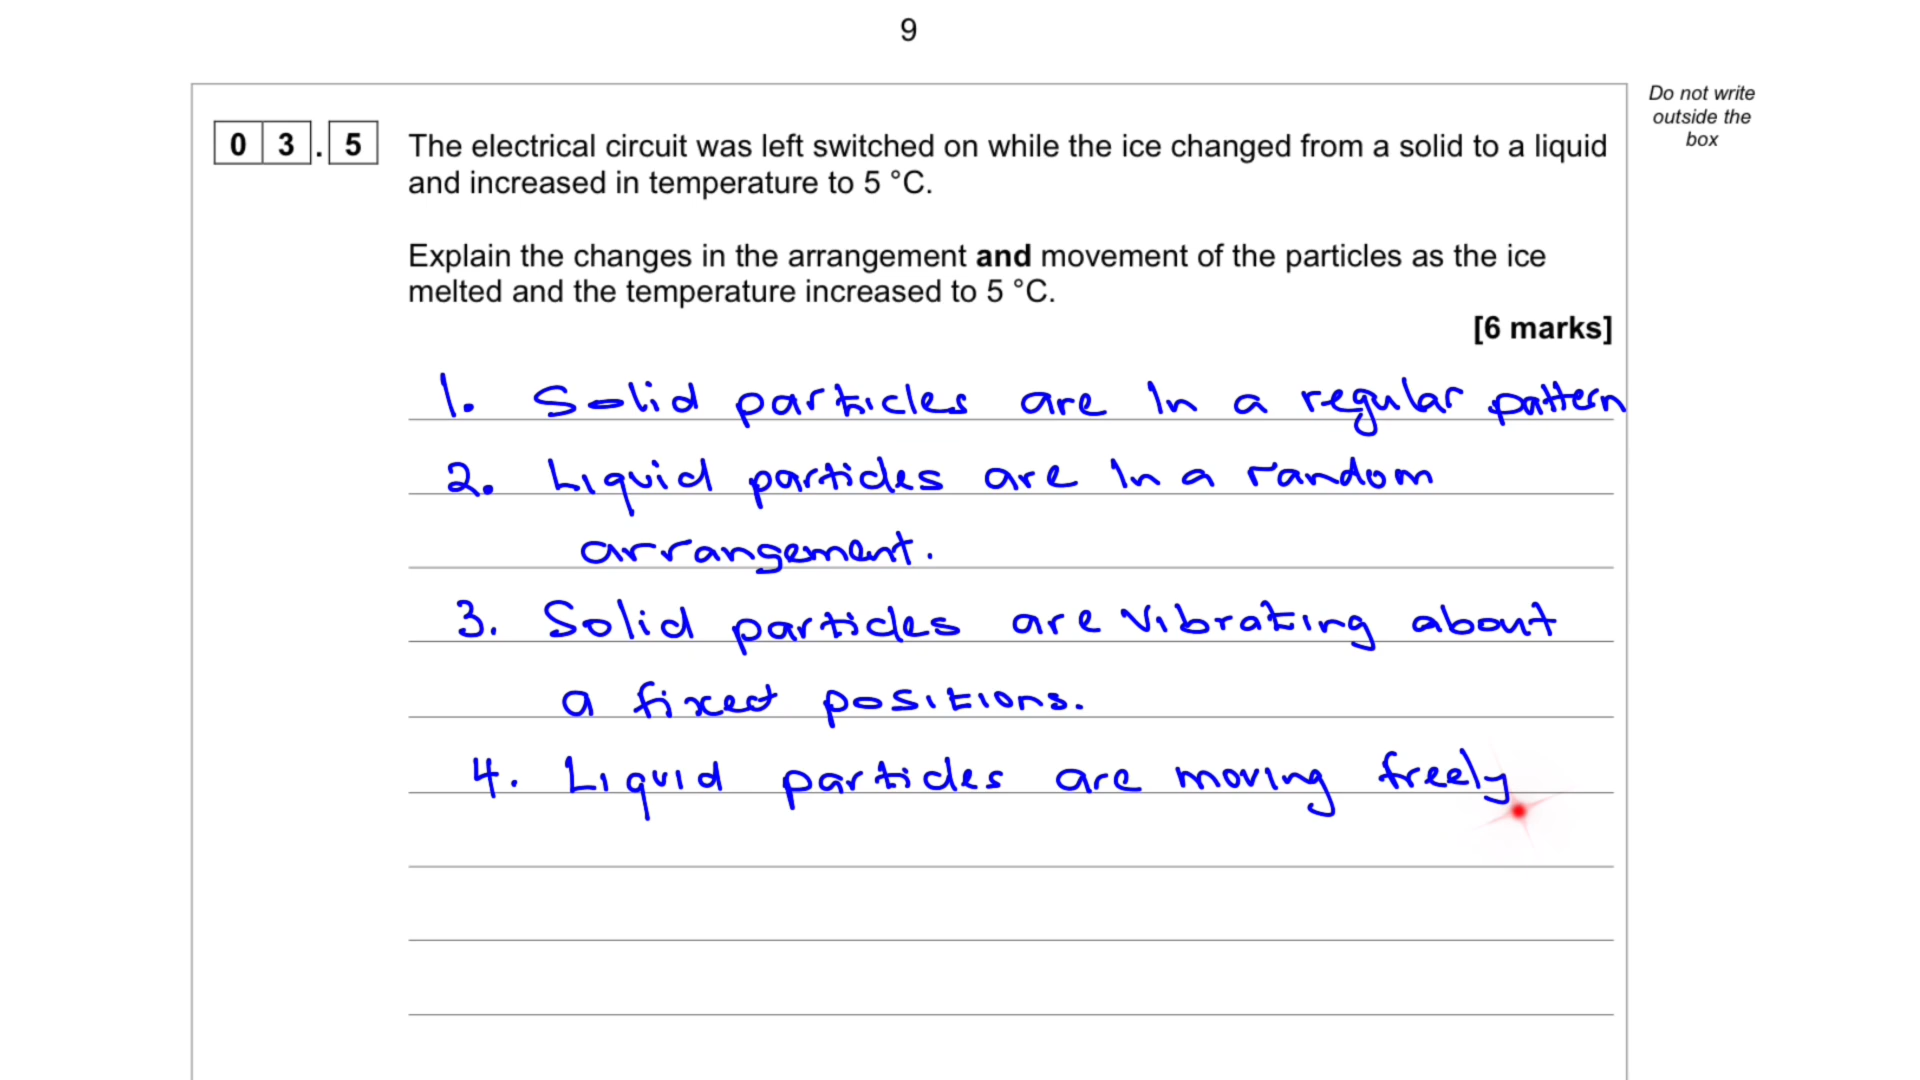 9
Do not write
outside the
box
0 3 . 5 The electrical circuit was left switched on while the ice changed from a solid to a liquid
and increased in temperature to 5 °C.
Explain the changes in the arrangement and movement of the particles as the ice
melted and the temperature increased to 5 °C.
[6 marks]
1. Solid particles are in a regular pattern
2. Liquid particles are in a random
arrangement.
3. Solid particles are vibrating about
a fixed positions.
4. Liquid particles are moving freely